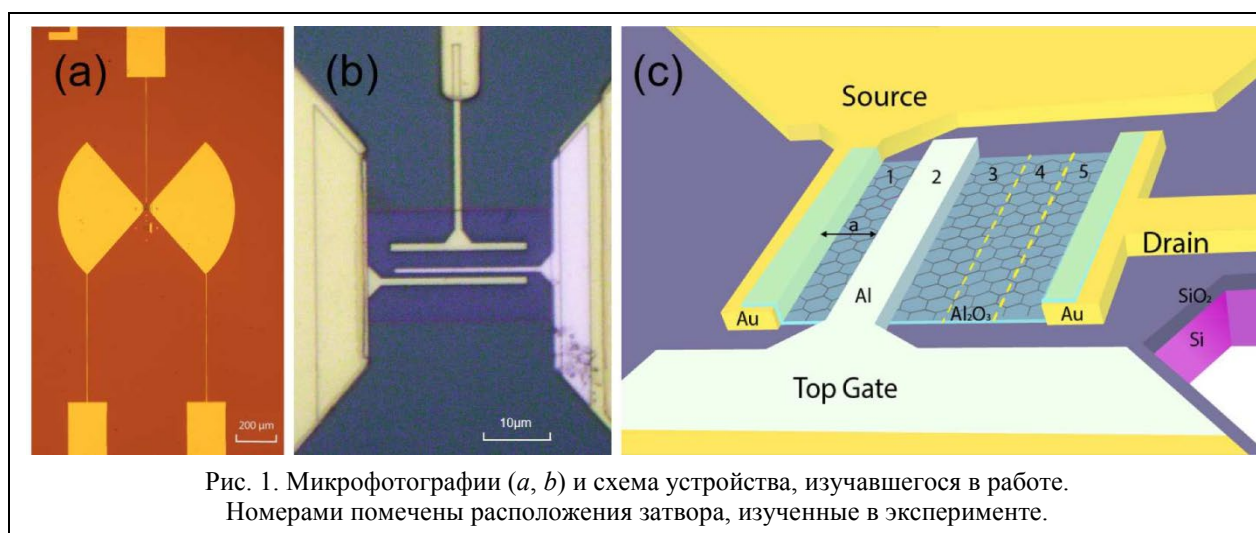 (a)
200 µm
(b)
10µm
(c)
Source
1
2
3
4
5
a
Drain
Al
Au
Al₂O₃
Au
SiO₂
Si
Top Gate
Рис. 1. Микрофотографии (a, b) и схема устройства, изучавшегося в работе.
Номерами помечены расположения затвора, изученные в эксперименте.